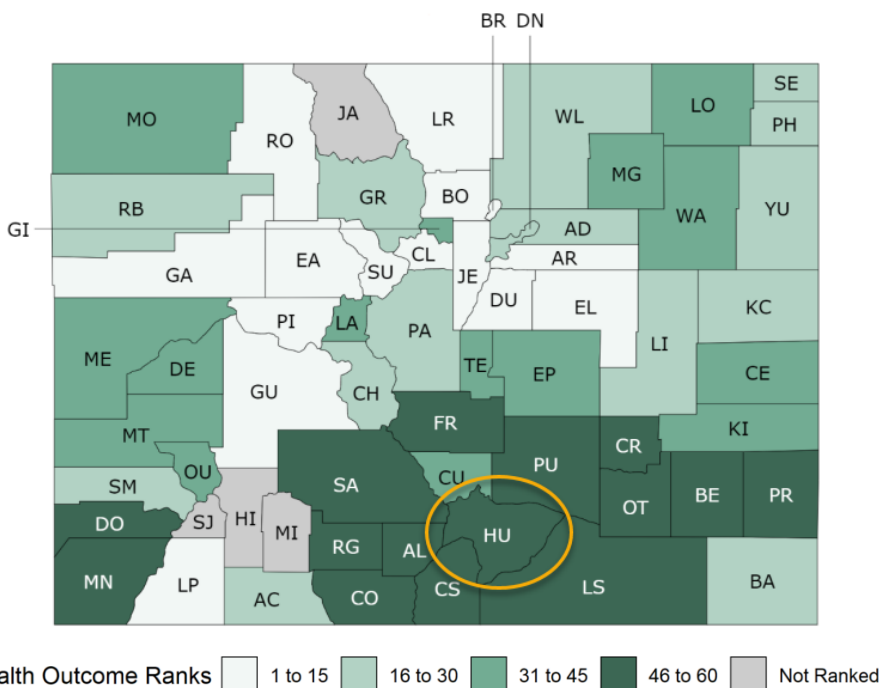 BR DN
SE
MO
JA
LR
WL
LO
RO
PH
MG
GR
BO
RB
YU
WA
GI
AD
CL
EA
AR
SU
GA
JE
DU
EL
KC
PI
LA
PA
LI
ME
TE
DE
EP
CE
GU
CH
FR
KI
MT
CR
PU
OU
CU
SA
SM
BE
PR
OT
DO
SJ
HI
MI
HU
RG
AL
MN
LP
BA
CS
LS
AC
CO
alth Outcome Ranks 1 to 15 16 to 30 31 to 45 46 to 60 Not Ranked